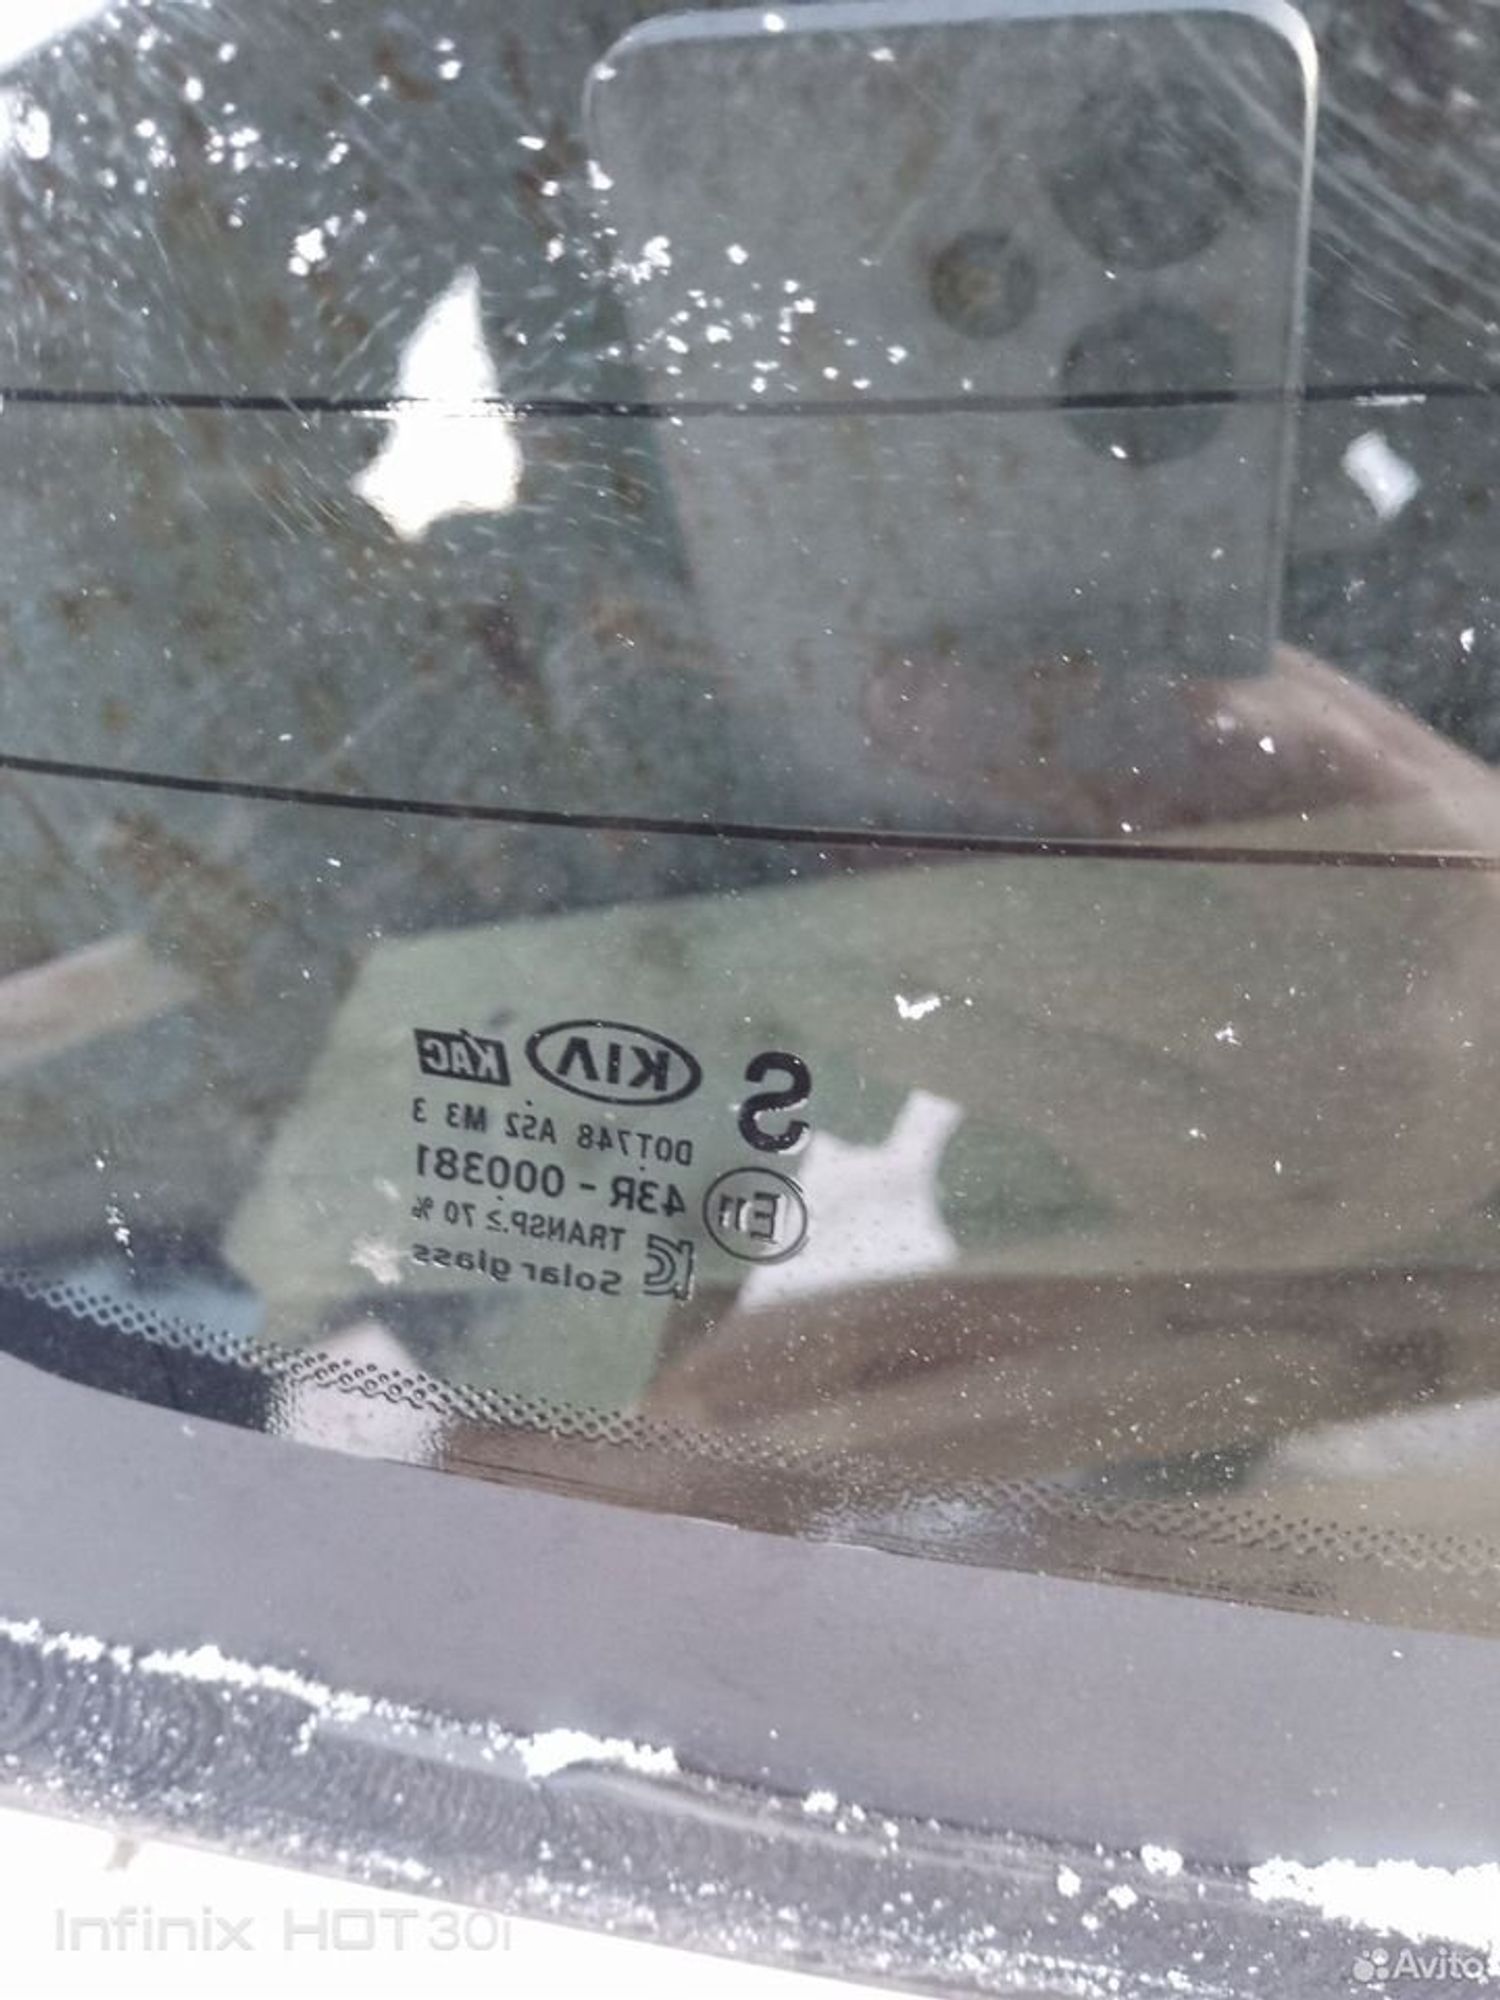 S KIA KAC
DOT748 AS2 M3 3
E11 43R - 000381
TRANSP.≥ 70 %
Solar glass
Infinix HOT 30i
Avito